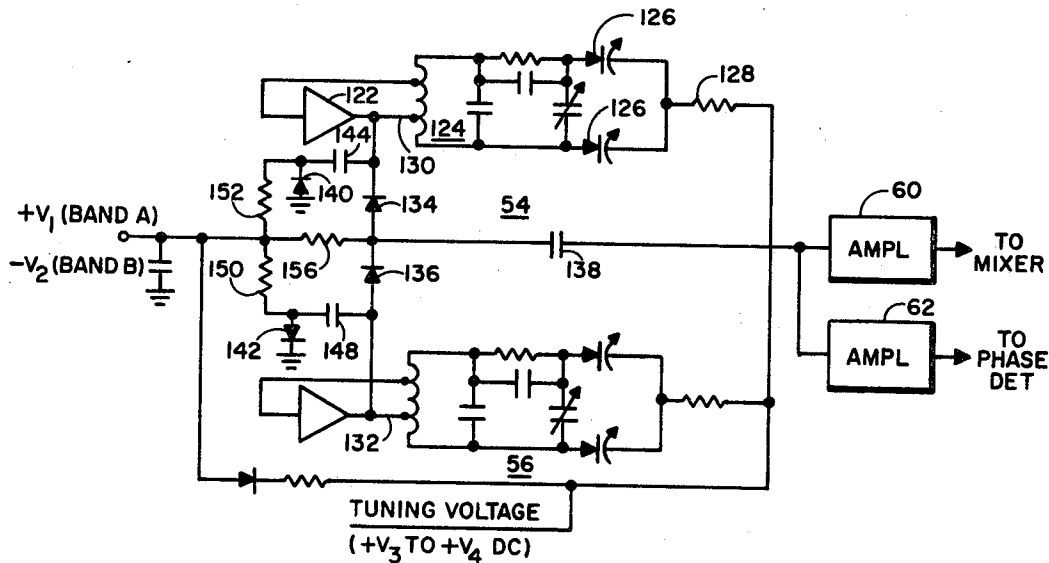 126
128
122
126
124
144
130
140
152
134
54
60
+V₁ (BAND A)
AMPL
TO
MIXER
−V₂ (BAND B)
156
136
138
150
62
142
148
AMPL
TO
PHASE
DET
132
56
TUNING VOLTAGE
(+V₃ TO +V₄ DC)